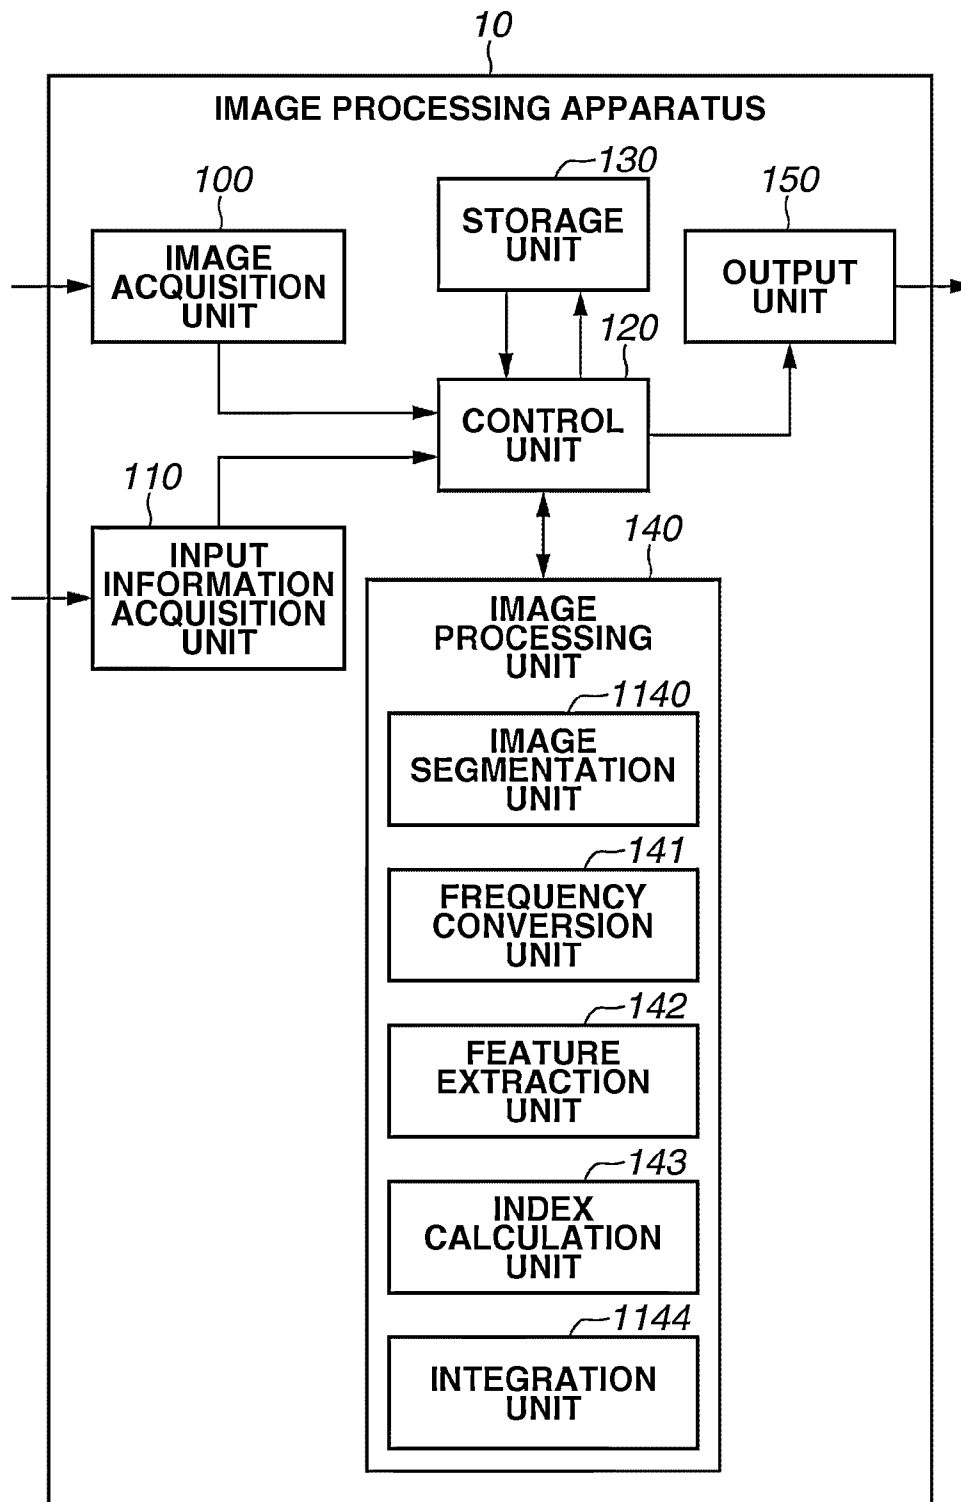 10
IMAGE PROCESSING APPARATUS
100
IMAGE
ACQUISITION
UNIT
130
STORAGE
UNIT
150
OUTPUT
UNIT
120
CONTROL
UNIT
110
INPUT
INFORMATION
ACQUISITION
UNIT
140
IMAGE
PROCESSING
UNIT
1140
IMAGE
SEGMENTATION
UNIT
141
FREQUENCY
CONVERSION
UNIT
142
FEATURE
EXTRACTION
UNIT
143
INDEX
CALCULATION
UNIT
1144
INTEGRATION
UNIT